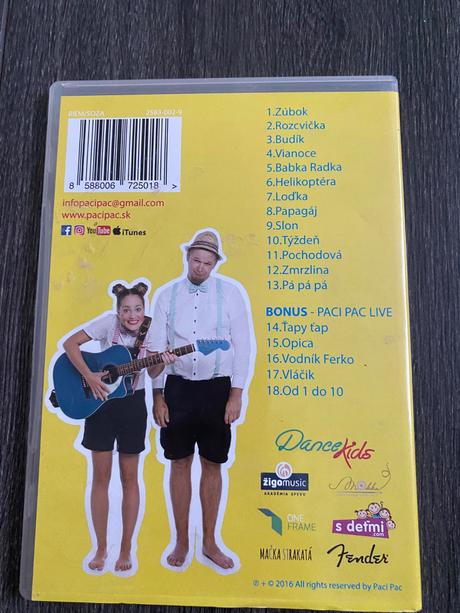 BIEM/SOZA 2583-002-9
8 588006 725018 >
infopacipac@gmail.com
www.pacipac.sk
f YouTube iTunes
1.Zúbok
2.Rozcvička
3.Budík
4.Vianoce
5.Babka Radka
6.Helikoptéra
7.Loďka
8.Papagáj
9.Slon
10.Týždeň
11.Pochodová
12.Zmrzlina
13.Pá pá pá
BONUS - PACI PAC LIVE
14.Ťapy ťap
15.Opica
16.Vodník Ferko
17.Vláčik
18.Od 1 do 10
Dance Kids
žigomusic
AKADÉMIA SPEVU
ONE
FRAME
s deťmi
.com
MAČKA STRAKATÁ
Fender
℗ + © 2016 All rights reserved by Paci Pac